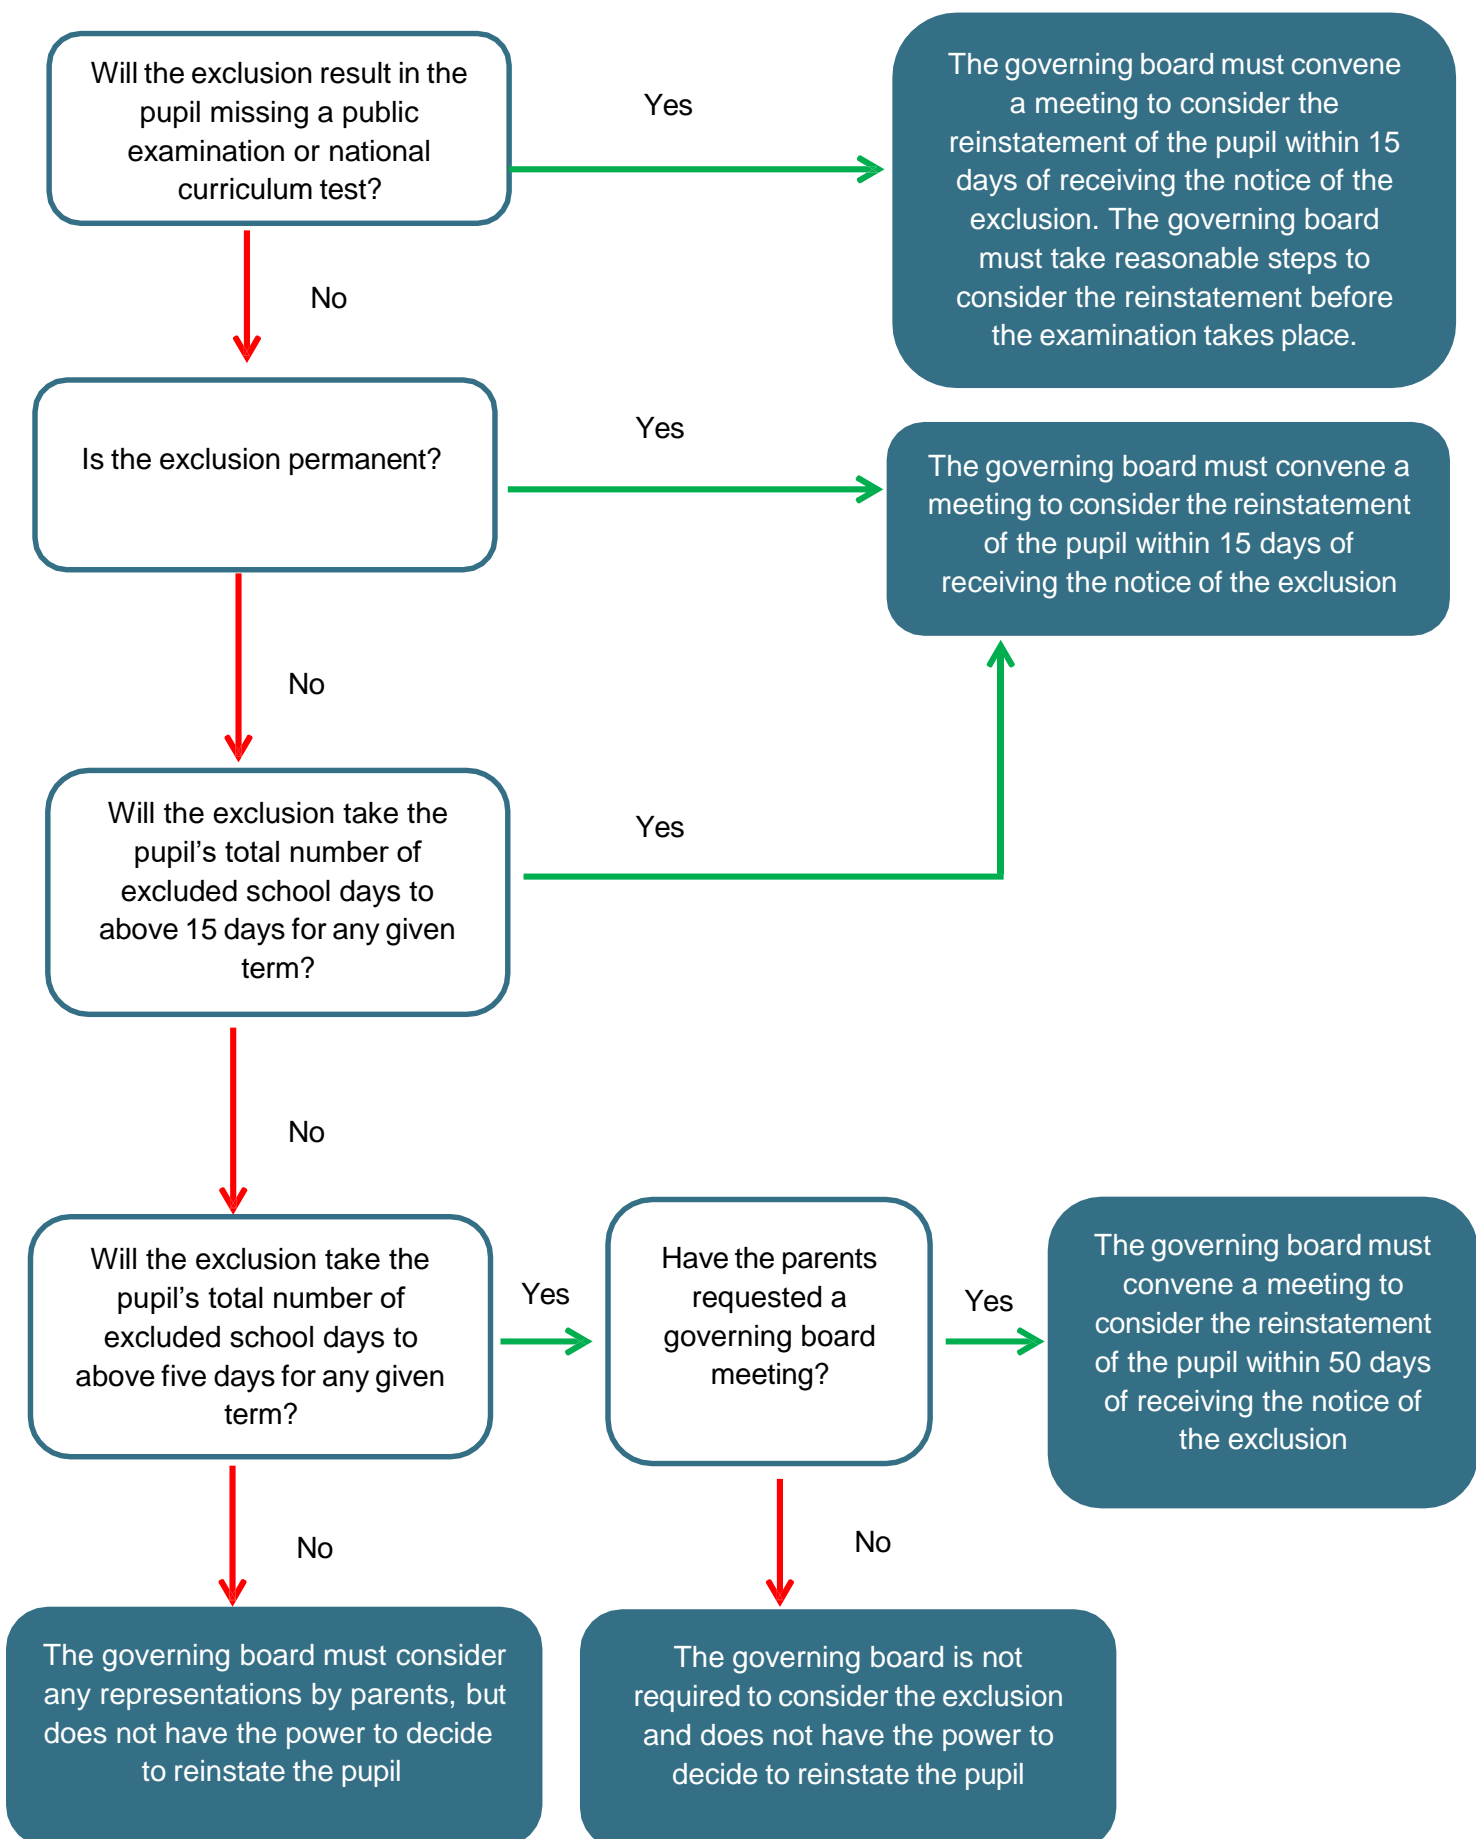 Will the exclusion result in the
pupil missing a public
examination or national
curriculum test?
Yes
The governing board must convene
a meeting to consider the
reinstatement of the pupil within 15
days of receiving the notice of the
exclusion. The governing board
must take reasonable steps to
consider the reinstatement before
the examination takes place.
No
Is the exclusion permanent?
Yes
The governing board must convene a
meeting to consider the reinstatement
of the pupil within 15 days of
receiving the notice of the exclusion
No
Will the exclusion take the
pupil’s total number of
excluded school days to
above 15 days for any given
term?
Yes
No
Will the exclusion take the
pupil’s total number of
excluded school days to
above five days for any given
term?
Yes
Have the parents
requested a
governing board
meeting?
Yes
The governing board must
convene a meeting to
consider the reinstatement
of the pupil within 50 days
of receiving the notice of
the exclusion
No
No
The governing board must consider
any representations by parents, but
does not have the power to decide
to reinstate the pupil
The governing board is not
required to consider the exclusion
and does not have the power to
decide to reinstate the pupil